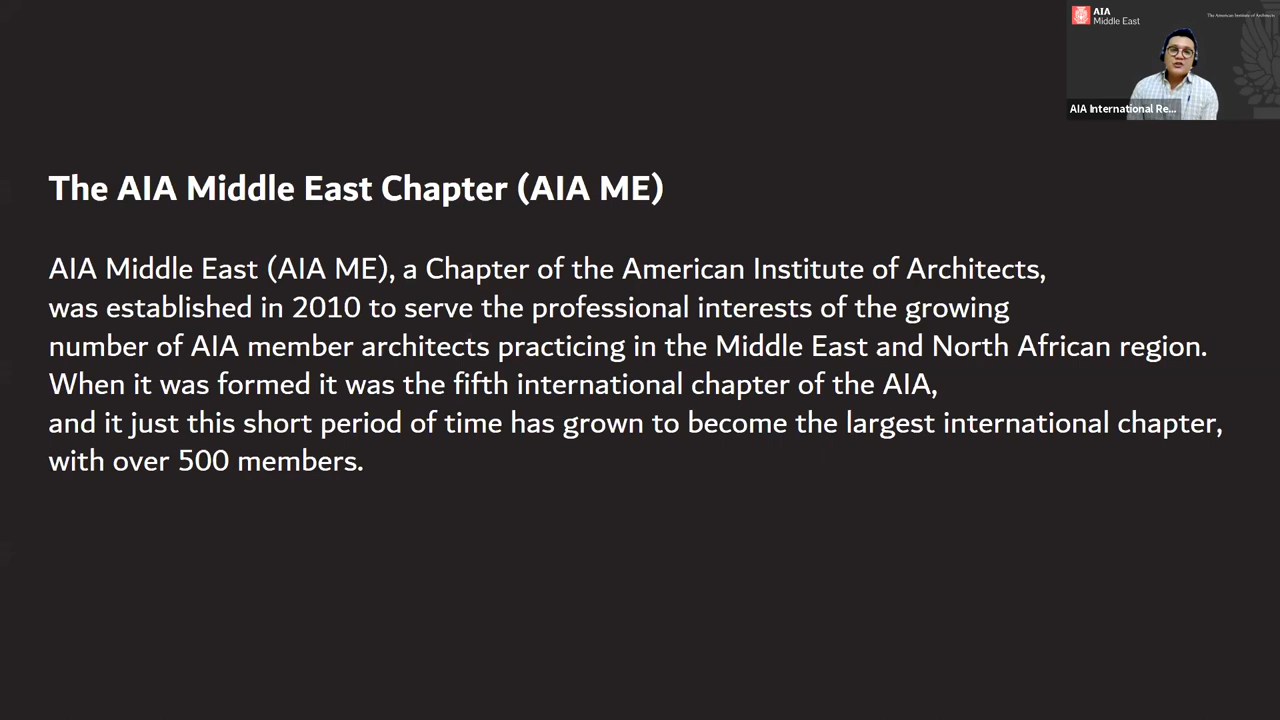 AIA
Middle East
The American Institute of Architects
AIA International Re...
The AIA Middle East Chapter (AIA ME)
AIA Middle East (AIA ME), a Chapter of the American Institute of Architects,
was established in 2010 to serve the professional interests of the growing
number of AIA member architects practicing in the Middle East and North African region.
When it was formed it was the fifth international chapter of the AIA,
and it just this short period of time has grown to become the largest international chapter,
with over 500 members.